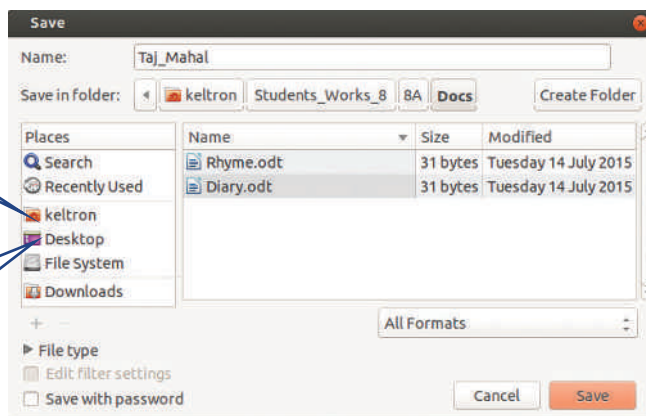 Save
Name: Taj_Mahal
Save in folder: keltron Students_Works_8 8A Docs Create Folder
Places Name Size Modified
Search Rhyme.odt 31 bytes Tuesday 14 July 2015
Recently Used Diary.odt 31 bytes Tuesday 14 July 2015
keltron
Desktop
File System
Downloads
All Formats
File type
Edit filter settings
Save with password Cancel Save